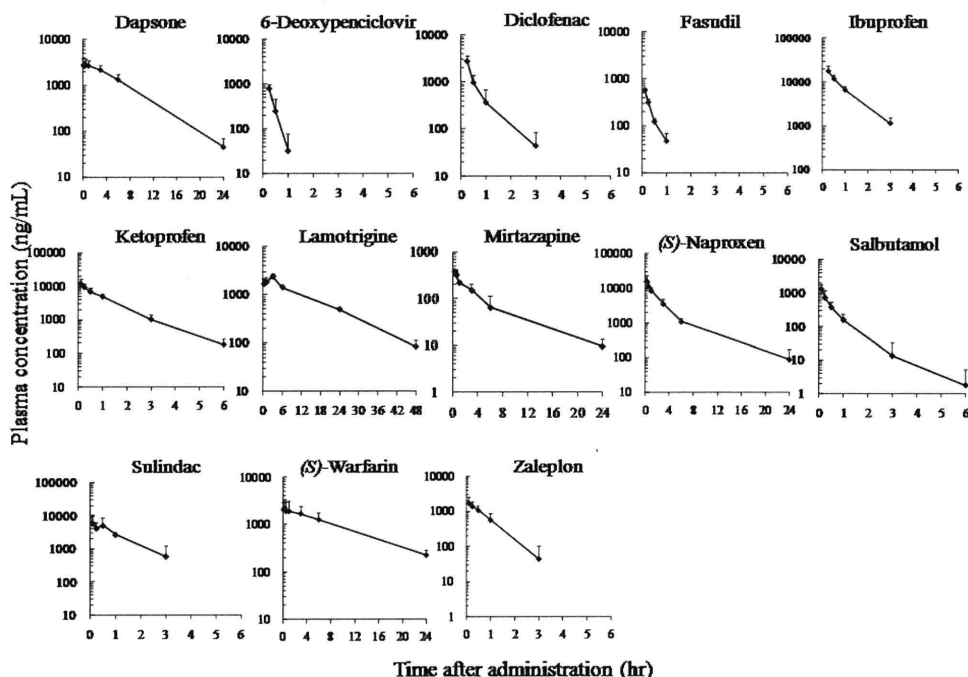 Dapsone
10000
1000
100
10
0 4 8 12 16 20 24
6-Deoxypenciclovir
10000
1000
100
10
0 1 2 3 4 5 6
Diclofenac
10000
1000
100
10
0 1 2 3 4 5 6
Fasudil
10000
1000
100
10
0 1 2 3 4 5 6
Ibuprofen
100000
10000
1000
100
0 1 2 3 4 5 6
Plasma concentration (ng/mL)
Ketoprofen
100000
10000
1000
100
10
0 1 2 3 4 5 6
Lamotrigine
10000
1000
100
10
0 6 12 18 24 30 36 42 48
Mirtazapine
1000
100
10
1
0 4 8 12 16 20 24
(S)-Naproxen
100000
10000
1000
100
10
0 4 8 12 16 20 24
Salbutamol
100000
10000
1000
100
10
1
0 1 2 3 4 5 6
Sulindac
100000
10000
1000
100
10
0 1 2 3 4 5 6
(S)-Warfarin
10000
1000
100
10
0 4 8 12 16 20 24
Zaleplon
10000
1000
100
10
1
0 1 2 3 4 5 6
Time after administration (hr)